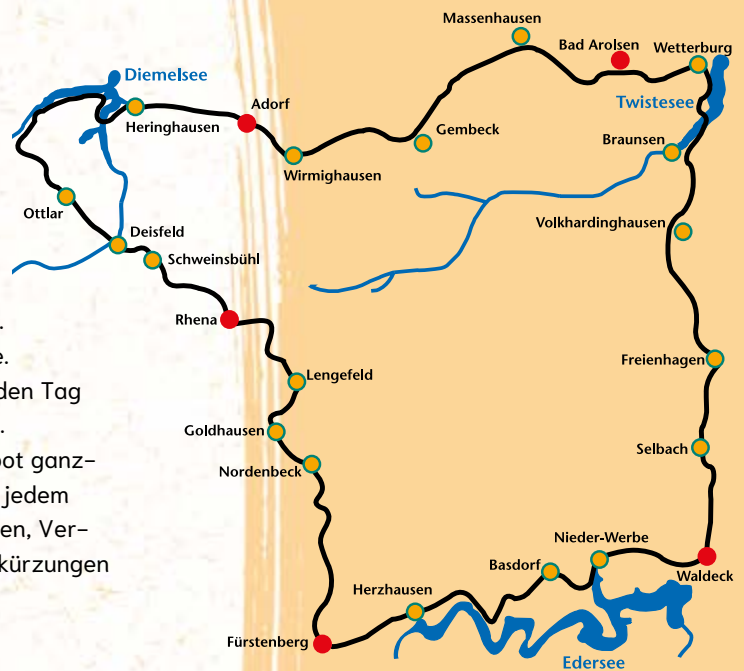 Massenhausen
Bad Arolsen
Wetterburg
Diemelsee
Adorf
Twistesee
Heringhausen
Gembeck
Braunsen
Wirmighausen
Ottlar
Deisfeld
Volkhardinghausen
Schweinsbühl
Rhena
.
e.
Freienhagen
Lengefeld
den Tag
.
Goldhausen
Selbach
oot ganz–
Nordenbeck
jedem
en, Ver–
kürzungen
Nieder-Werbe
Basdorf
Waldeck
Herzhausen
Fürstenberg
Edersee